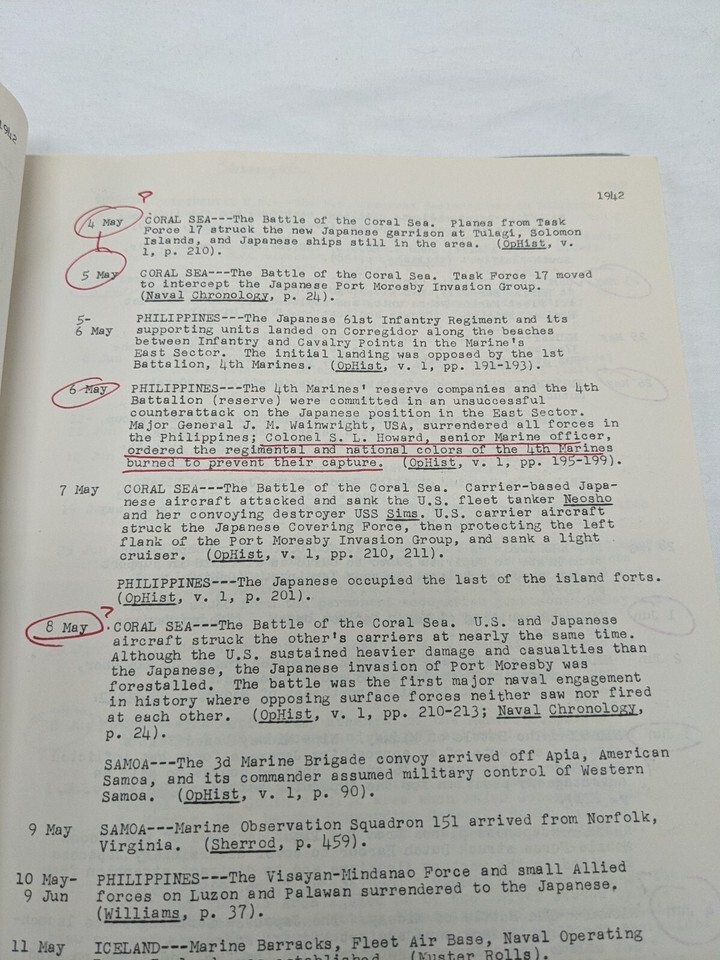 1942
1942
4 May CORAL SEA---The Battle of the Coral Sea. Planes from Task
Force 17 struck the new Japanese garrison at Tulagi, Solomon
Islands, and Japanese ships still in the area. (OpHist, v.
1, p. 210).
5 May CORAL SEA---The Battle of the Coral Sea. Task Force 17 moved
to intercept the Japanese Port Moresby Invasion Group.
(Naval Chronology, p. 24).
5- PHILIPPINES---The Japanese 61st Infantry Regiment and its
6 May supporting units landed on Corregidor along the beaches
between Infantry and Cavalry Points in the Marine's
East Sector. The initial landing was opposed by the 1st
Battalion, 4th Marines. (OpHist, v. 1, pp. 191-193).
6 May PHILIPPINES---The 4th Marines' reserve companies and the 4th
Battalion (reserve) were committed in an unsuccessful
counterattack on the Japanese position in the East Sector.
Major General J. M. Wainwright, USA, surrendered all forces in
the Philippines; Colonel S. L. Howard, senior Marine officer,
ordered the regimental and national colors of the 4th Marines
burned to prevent their capture. (OpHist, v. 1, pp. 195-199).
7 May CORAL SEA---The Battle of the Coral Sea. Carrier-based Japa-
nese aircraft attacked and sank the U.S. fleet tanker Neosho
and her convoying destroyer USS Sims. U.S. carrier aircraft
struck the Japanese Covering Force, then protecting the left
flank of the Port Moresby Invasion Group, and sank a light
cruiser. (OpHist, v. 1, pp. 210, 211).
PHILIPPINES---The Japanese occupied the last of the island forts.
(OpHist, v. 1, p. 201).
?
8 May CORAL SEA---The Battle of the Coral Sea. U.S. and Japanese
aircraft struck the other's carriers at nearly the same time.
Although the U.S. sustained heavier damage and casualties than
the Japanese, the Japanese invasion of Port Moresby was
forestalled. The battle was the first major naval engagement
in history where opposing surface forces neither saw nor fired
at each other. (OpHist, v. 1, pp. 210-213; Naval Chronology,
p. 24).
SAMOA---The 3d Marine Brigade convoy arrived off Apia, American
Samoa, and its commander assumed military control of Western
Samoa. (OpHist, v. 1, p. 90).
9 May SAMOA---Marine Observation Squadron 151 arrived from Norfolk,
Virginia. (Sherrod, p. 459).
10 May- PHILIPPINES---The Visayan-Mindanao Force and small Allied
9 Jun forces on Luzon and Palawan surrendered to the Japanese.
(Williams, p. 37).
11 May ICELAND---Marine Barracks, Fleet Air Base, Naval Operating
(Muster Rolls).